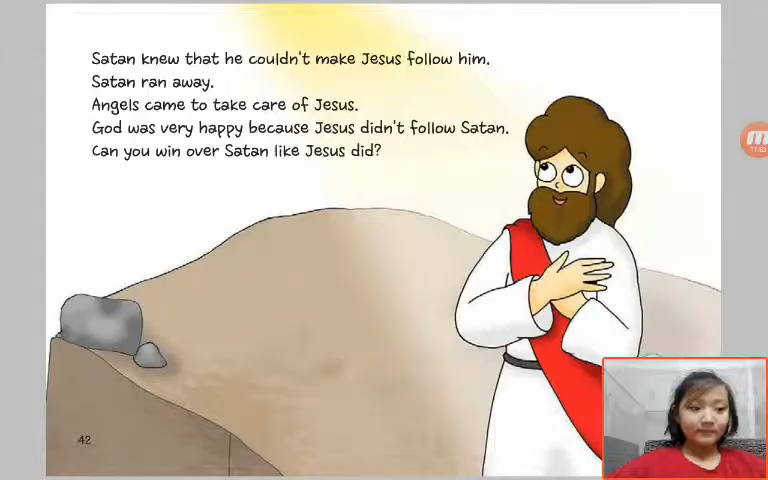 Satan knew that he couldn't make Jesus follow him.
Satan ran away.
Angels came to take care of Jesus.
God was very happy because Jesus didn't follow Satan.
Can you win over Satan like Jesus did?
42